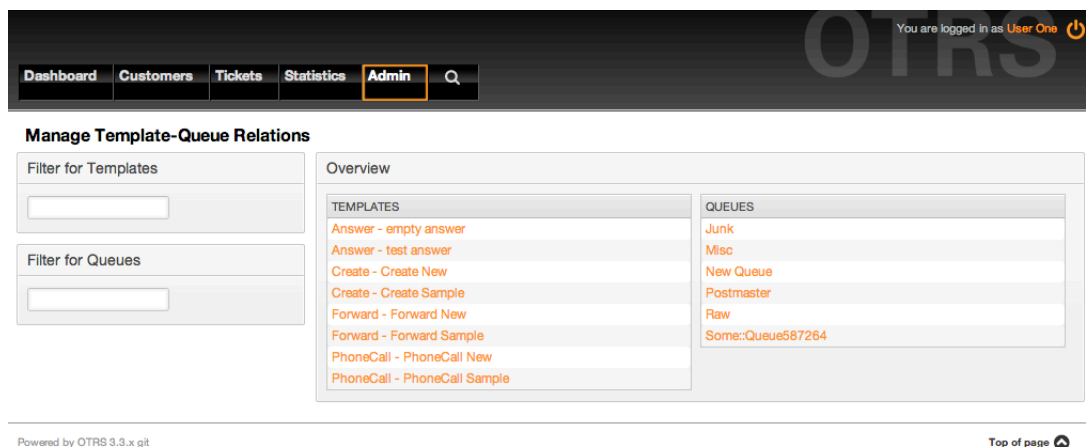 OTRS
You are logged in as User One
Dashboard Customers Tickets Statistics Admin
Manage Template-Queue Relations
Filter for Templates
Filter for Queues
Overview
TEMPLATES
Answer - empty answer
Answer - test answer
Create - Create New
Create - Create Sample
Forward - Forward New
Forward - Forward Sample
PhoneCall - PhoneCall New
PhoneCall - PhoneCall Sample
QUEUES
Junk
Misc
New Queue
Postmaster
Raw
Some::Queue587264
Powered by OTRS 3.3.x git
Top of page